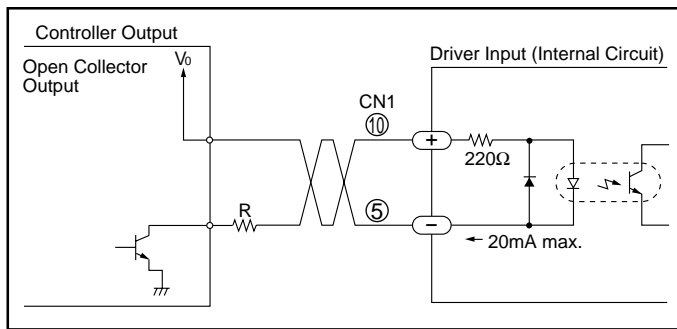 Controller Output
Open Collector
Output
V0
CN1
⑩
R
⑤
Driver Input (Internal Circuit)
+
220Ω
−
20mA max.